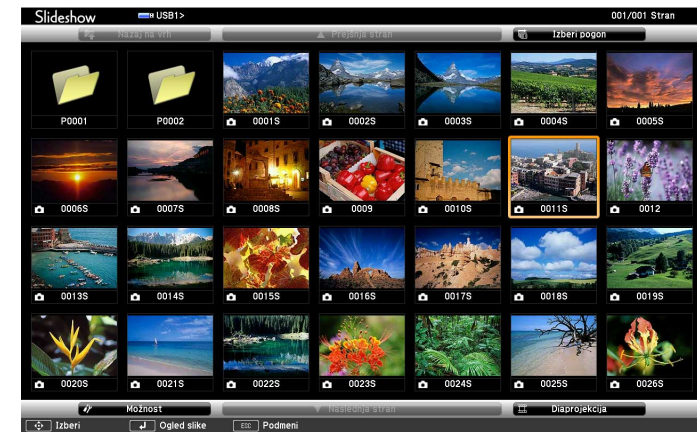 Slideshow USB1> 001/001 Stran
Nazaj na vrh Prejšnja stran Izberi pogon
P0001 P0002 0001S 0002S 0003S 0004S 0005S
0006S 0007S 0008S 0009 0010S 0011S 0012
0013S 0014S 0015S 0016S 0017S 0018S 0019S
0020S 0021S 0022S 0023S 0024S 0025S 0026S
Možnost Naslednja stran Diaprojekcija
Izberi Ogled slike ESC Podmeni